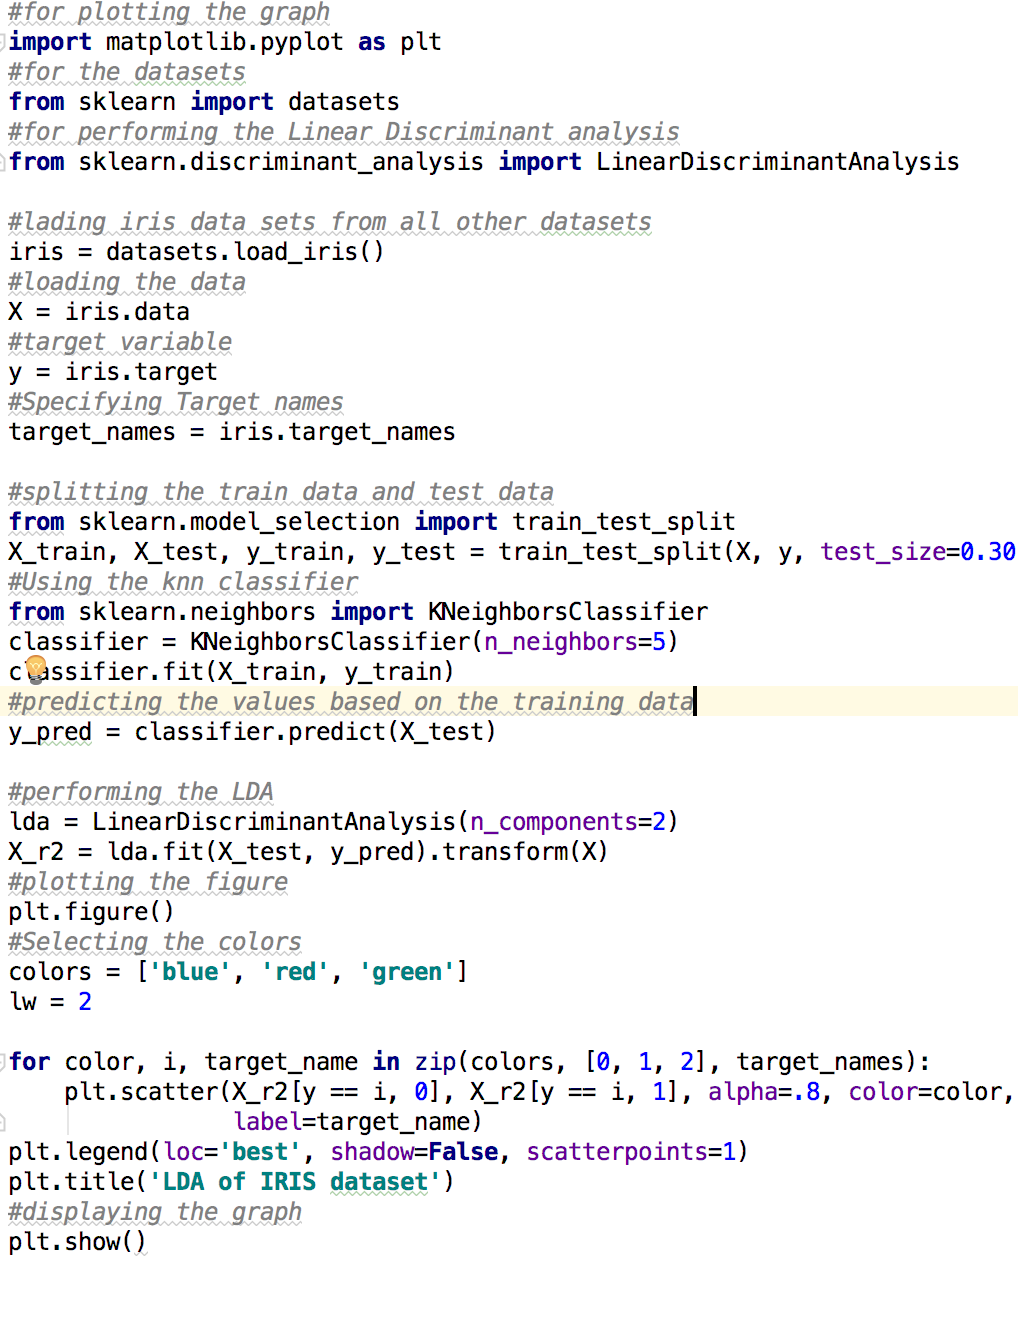 #for plotting the graph
import matplotlib.pyplot as plt
#for the datasets
from sklearn import datasets
#for performing the Linear Discriminant analysis
from sklearn.discriminant_analysis import LinearDiscriminantAnalysis
#lading iris data sets from all other datasets
iris = datasets.load_iris()
#loading the data
X = iris.data
#target variable
y = iris.target
#Specifying Target names
target_names = iris.target_names
#splitting the train data and test data
from sklearn.model_selection import train_test_split
X_train, X_test, y_train, y_test = train_test_split(X, y, test_size=0.30
#Using the knn classifier
from sklearn.neighbors import KNeighborsClassifier
classifier = KNeighborsClassifier(n_neighbors=5)
classifier.fit(X_train, y_train)
#predicting the values based on the training data
y_pred = classifier.predict(X_test)
#performing the LDA
lda = LinearDiscriminantAnalysis(n_components=2)
X_r2 = lda.fit(X_test, y_pred).transform(X)
#plotting the figure
plt.figure()
#Selecting the colors
colors = ['blue', 'red', 'green']
lw = 2
for color, i, target_name in zip(colors, [0, 1, 2], target_names):
    plt.scatter(X_r2[y == i, 0], X_r2[y == i, 1], alpha=.8, color=color,
                label=target_name)
plt.legend(loc='best', shadow=False, scatterpoints=1)
plt.title('LDA of IRIS dataset')
#displaying the graph
plt.show()